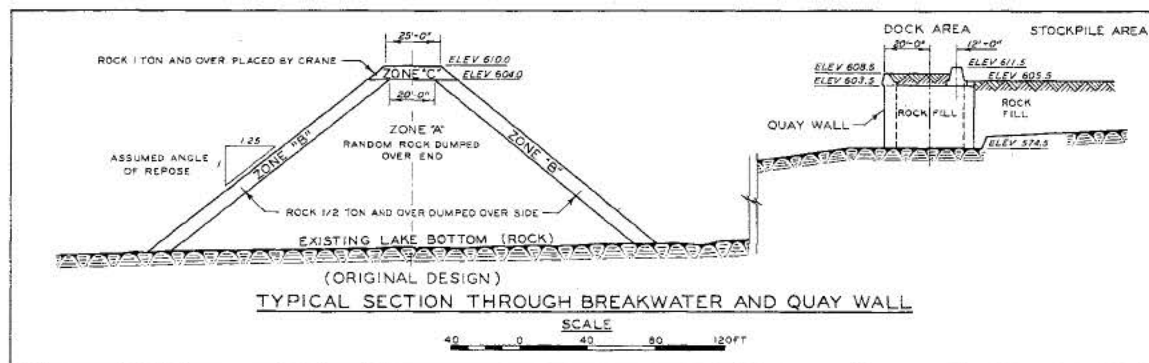 25'-0"
ROCK 1 TON AND OVER PLACED BY CRANE
ZONE "C"
ELEV 610.0
ELEV 604.0
20'-0"
ZONE "A"
RANDOM ROCK DUMPED
OVER END
ZONE "B"
ZONE "B"
1.25
1
ASSUMED ANGLE
OF REPOSE
ROCK 1/2 TON AND OVER DUMPED OVER SIDE
EXISTING LAKE BOTTOM (ROCK)
DOCK AREA
STOCKPILE AREA
20'-0"
12'-0"
ELEV 608.5
ELEV 603.5
ELEV 611.5
ELEV 605.5
QUAY WALL
ROCK FILL
ROCK
FILL
ELEV 574.5
(ORIGINAL DESIGN)
TYPICAL SECTION THROUGH BREAKWATER AND QUAY WALL
SCALE
40 0 40 80 120FT